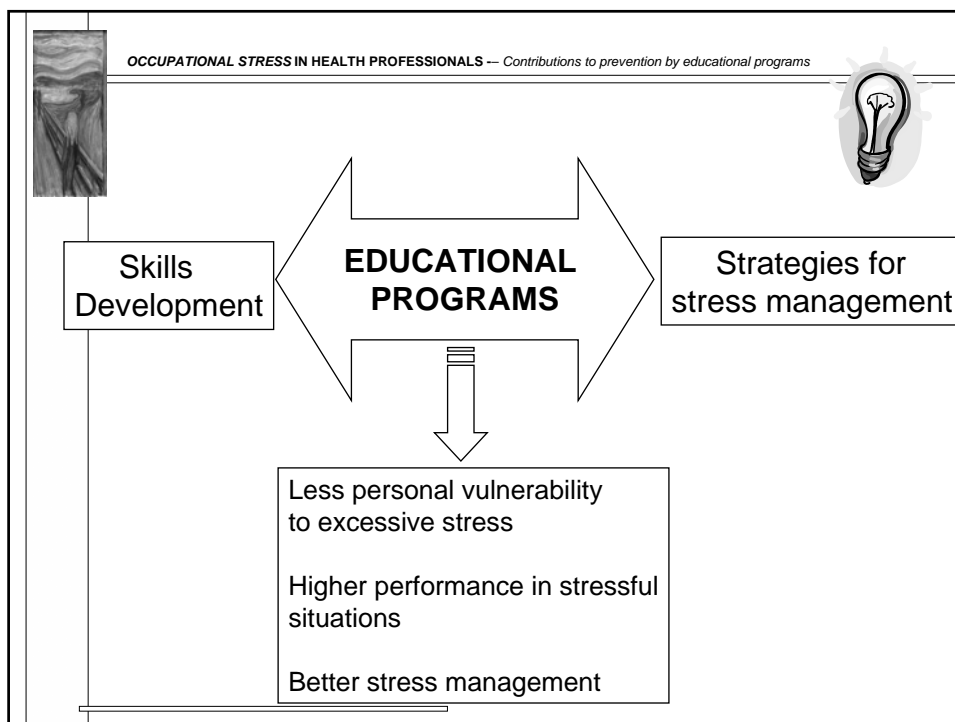 OCCUPATIONAL STRESS IN HEALTH PROFESSIONALS -– Contributions to prevention by educational programs
Skills
Development
EDUCATIONAL
PROGRAMS
Strategies for
stress management
Less personal vulnerability
to excessive stress
Higher performance in stressful
situations
Better stress management